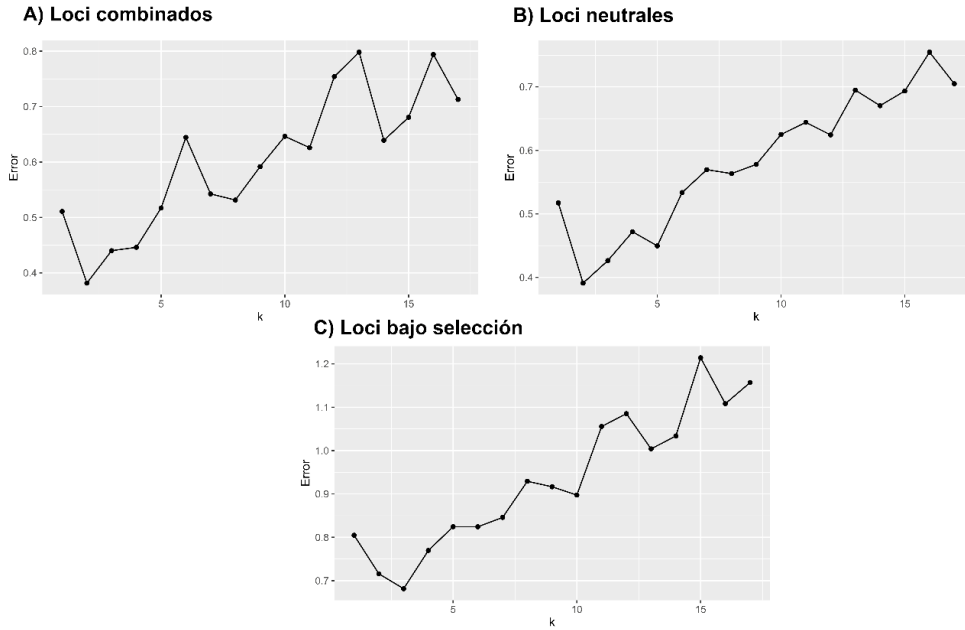 A) Loci combinados
0.8
0.7
0.6
0.5
0.4
Error
5
10
15
k
B) Loci neutrales
0.7
0.6
0.5
0.4
Error
5
10
15
k
C) Loci bajo selección
1.2
1.1
1.0
0.9
0.8
0.7
Error
5
10
15
k